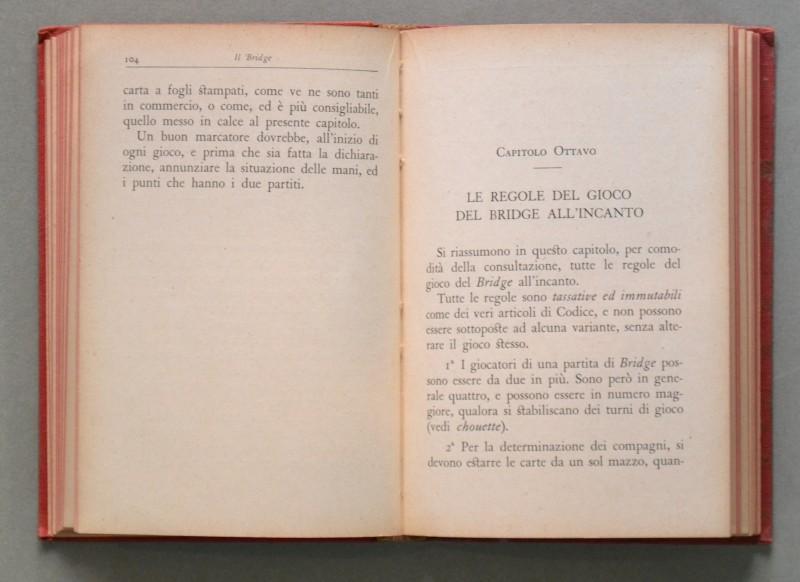 104
Il Bridge
carta a fogli stampati, come ve ne sono tanti
in commercio, o come, ed è più consigliabile,
quello messo in calce al presente capitolo.
Un buon marcatore dovrebbe, all'inizio di
ogni gioco, e prima che sia fatta la dichiara-
zione, annunziare la situazione delle mani, ed
i punti che hanno i due partiti.
Capitolo Ottavo
LE REGOLE DEL GIOCO
DEL BRIDGE ALL'INCANTO
Si riassumono in questo capitolo, per como-
dità della consultazione, tutte le regole del
gioco del Bridge all'incanto.
Tutte le regole sono tassative ed immutabili
come dei veri articoli di Codice, e non possono
essere sottoposte ad alcuna variante, senza alte-
rare il gioco stesso.
1ª I giocatori di una partita di Bridge pos-
sono essere da due in più. Sono però in gene-
rale quattro, e possono essere in numero mag-
giore, qualora si stabiliscano dei turni di gioco
(vedi chouette).
2ª Per la determinazione dei compagni, si
devono estarre le carte da un sol mazzo, quan-